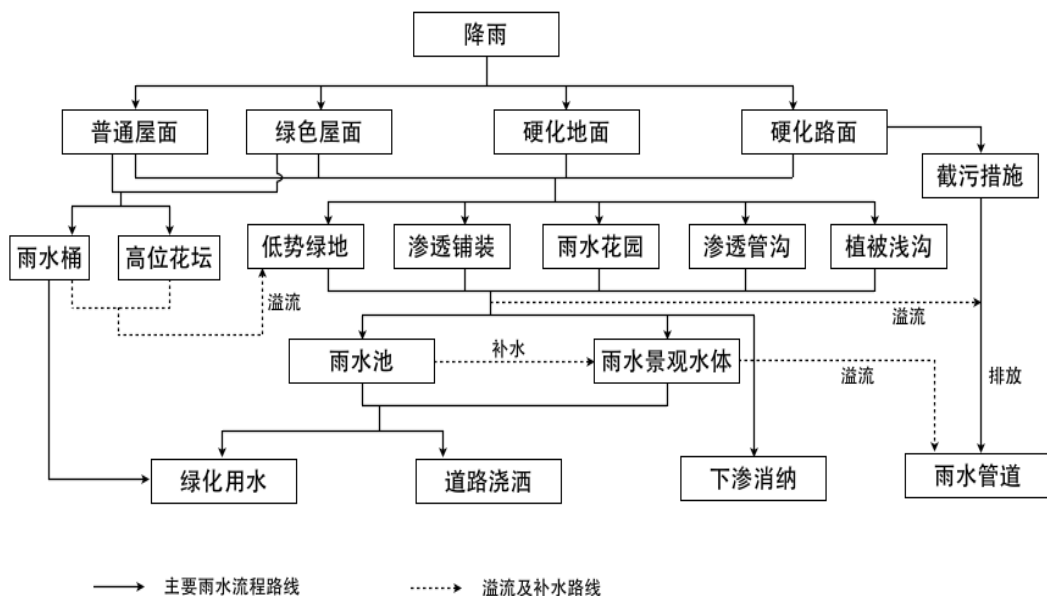 降雨
普通屋面
绿色屋面
硬化地面
硬化路面
截污措施
雨水桶
高位花坛
低势绿地
渗透铺装
雨水花园
渗透管沟
植被浅沟
溢流
溢流
雨水池
补水
雨水景观水体
溢流
排放
绿化用水
道路浇洒
下渗消纳
雨水管道
主要雨水流程路线
溢流及补水路线